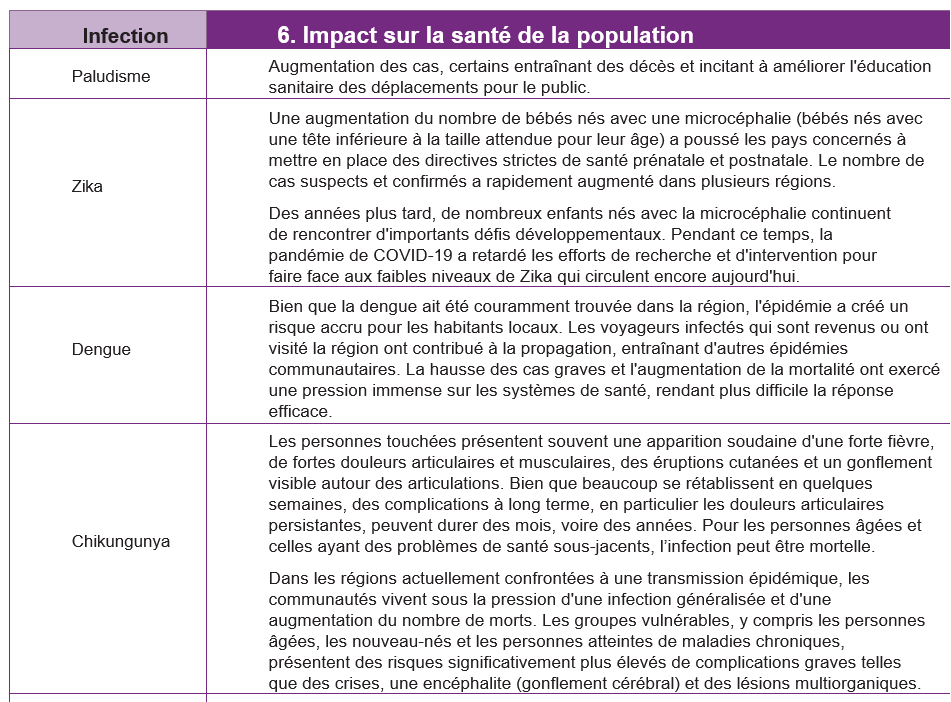 Infection
6. Impact sur la santé de la population
Paludisme
Augmentation des cas, certains entraînant des décès et incitant à améliorer l'éducation
sanitaire des déplacements pour le public.
Zika
Une augmentation du nombre de bébés nés avec une microcéphalie (bébés nés avec
une tête inférieure à la taille attendue pour leur âge) a poussé les pays concernés à
mettre en place des directives strictes de santé prénatale et postnatale. Le nombre de
cas suspects et confirmés a rapidement augmenté dans plusieurs régions.
Des années plus tard, de nombreux enfants nés avec la microcéphalie continuent
de rencontrer d'importants défis développementaux. Pendant ce temps, la
pandémie de COVID-19 a retardé les efforts de recherche et d'intervention pour
faire face aux faibles niveaux de Zika qui circulent encore aujourd'hui.
Dengue
Bien que la dengue ait été couramment trouvée dans la région, l'épidémie a créé un
risque accru pour les habitants locaux. Les voyageurs infectés qui sont revenus ou ont
visité la région ont contribué à la propagation, entraînant d'autres épidémies
communautaires. La hausse des cas graves et l'augmentation de la mortalité ont exercé
une pression immense sur les systèmes de santé, rendant plus difficile la réponse
efficace.
Chikungunya
Les personnes touchées présentent souvent une apparition soudaine d'une forte fièvre,
de fortes douleurs articulaires et musculaires, des éruptions cutanées et un gonflement
visible autour des articulations. Bien que beaucoup se rétablissent en quelques
semaines, des complications à long terme, en particulier les douleurs articulaires
persistantes, peuvent durer des mois, voire des années. Pour les personnes âgées et
celles ayant des problèmes de santé sous-jacents, l’infection peut être mortelle.
Dans les régions actuellement confrontées à une transmission épidémique, les
communautés vivent sous la pression d'une infection généralisée et d'une
augmentation du nombre de morts. Les groupes vulnérables, y compris les personnes
âgées, les nouveau-nés et les personnes atteintes de maladies chroniques,
présentent des risques significativement plus élevés de complications graves telles
que des crises, une encéphalite (gonflement cérébral) et des lésions multiorganiques.